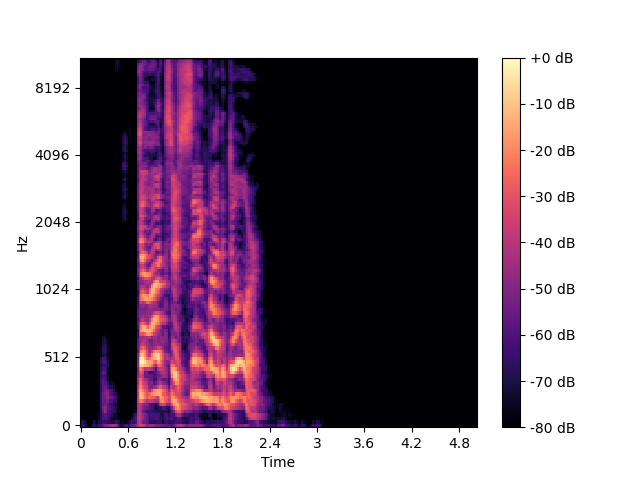 +0 dB
8192
-10 dB
4096
-20 dB
-30 dB
2048
Hz
-40 dB
1024
-50 dB
-60 dB
512
-70 dB
0
-80 dB
0 0.6 1.2 1.8 2.4 3 3.6 4.2 4.8
Time